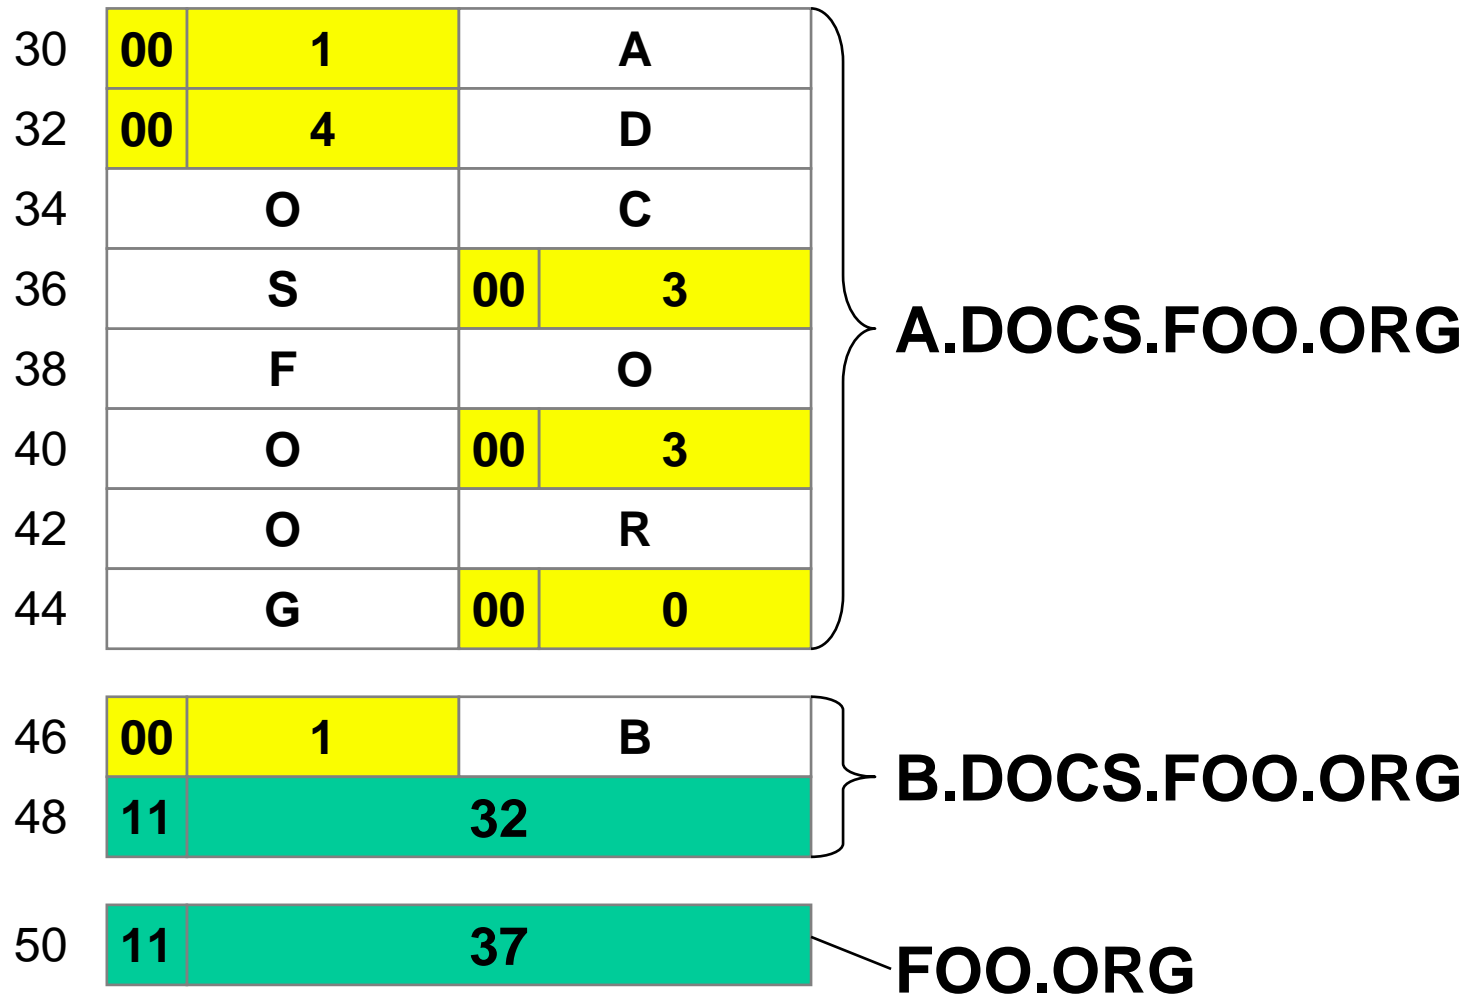 30 00 1 A
32 00 4 D
34 O C
36 S 00 3
A.DOCS.FOO.ORG
38 F O
40 O 00 3
42 O R
44 G 00 0
46 00 1 B
B.DOCS.FOO.ORG
48 11 32
50 11 37
FOO.ORG